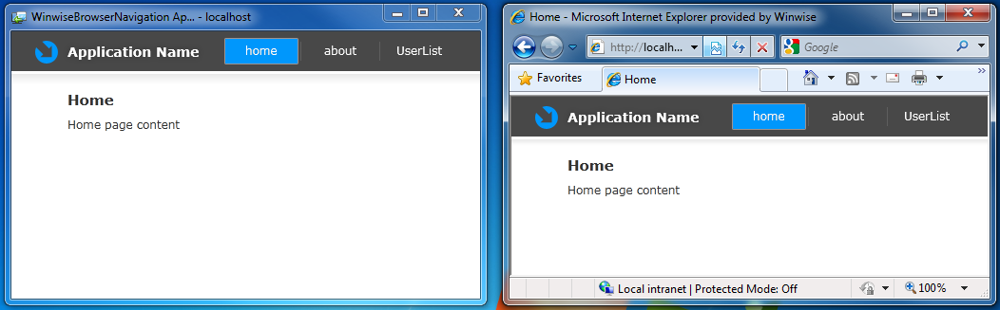 WinwiseBrowserNavigation Ap... - localhost
Application Name home about UserList
Home
Home page content
Home - Microsoft Internet Explorer provided by Winwise
http://localh... Google
Favorites Home
Application Name home about UserList
Home
Home page content
Local intranet | Protected Mode: Off 100%